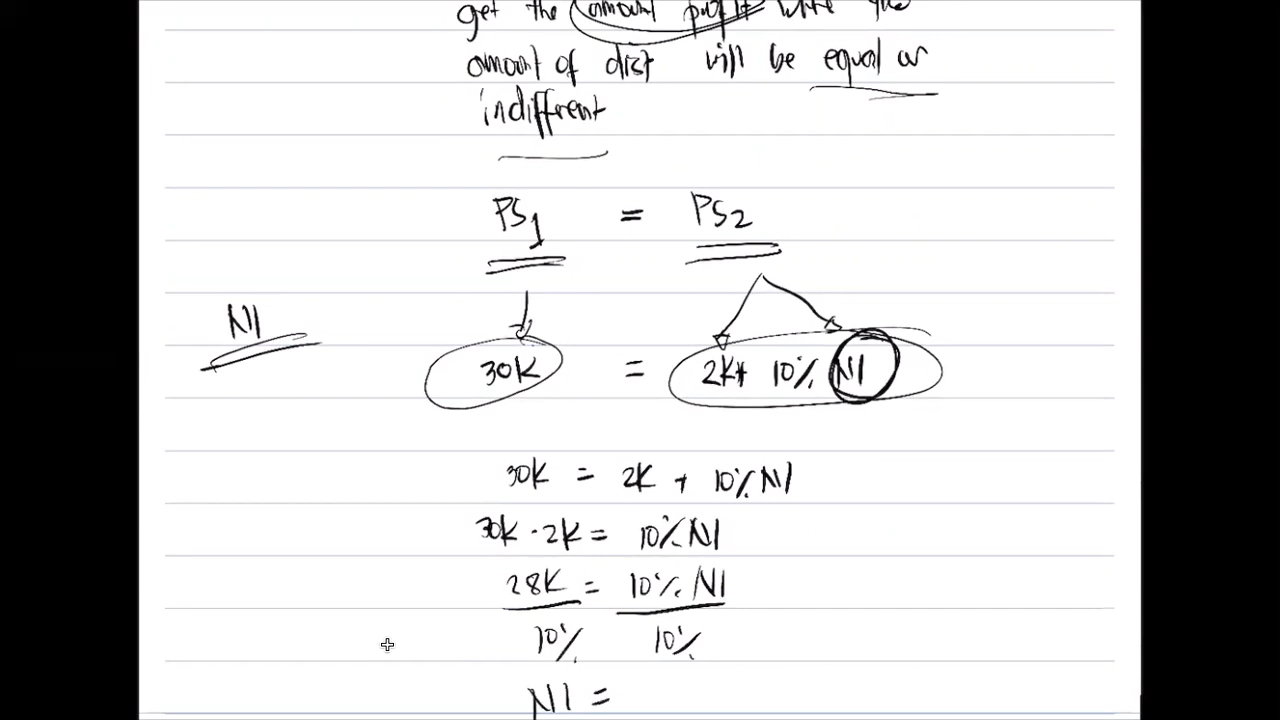 get the amount profit where the
amount of dist will be equal or
indifferent
PS1 = PS2
NI
30K = 2K+ 10% NI
30K = 2K + 10% NI
30K - 2K = 10% NI
28K = 10% NI
10% 10%
NI =